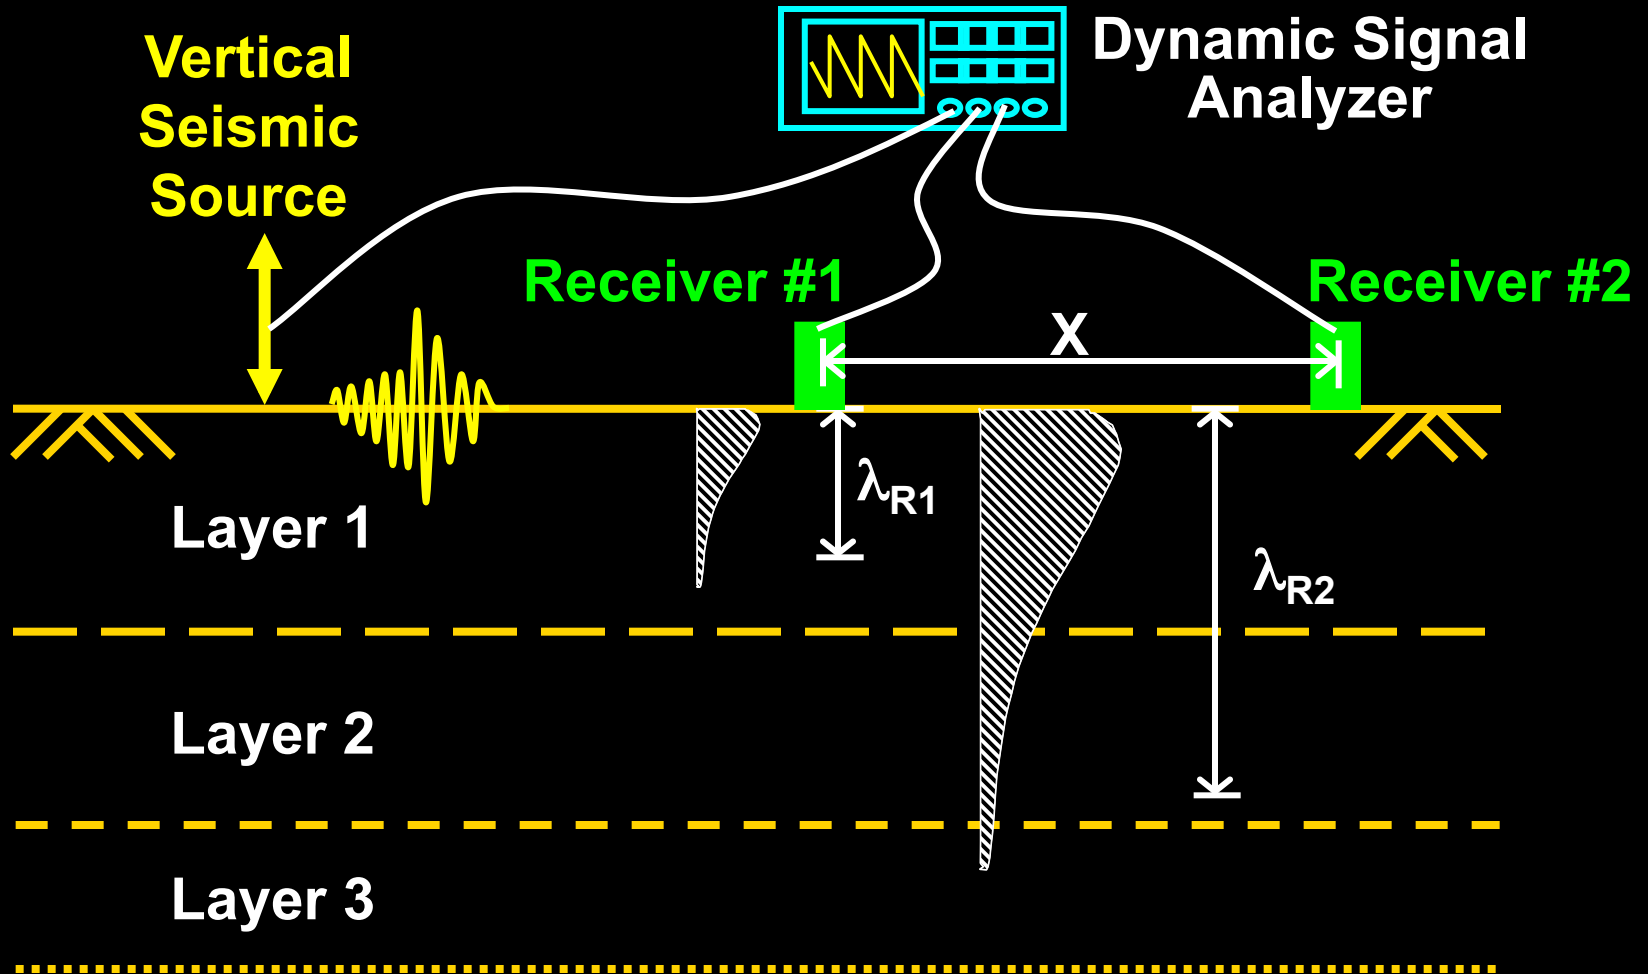 Vertical
Seismic
Source
Dynamic Signal
Analyzer
Receiver #1
Receiver #2
X
λR1
Layer 1
λR2
Layer 2
Layer 3